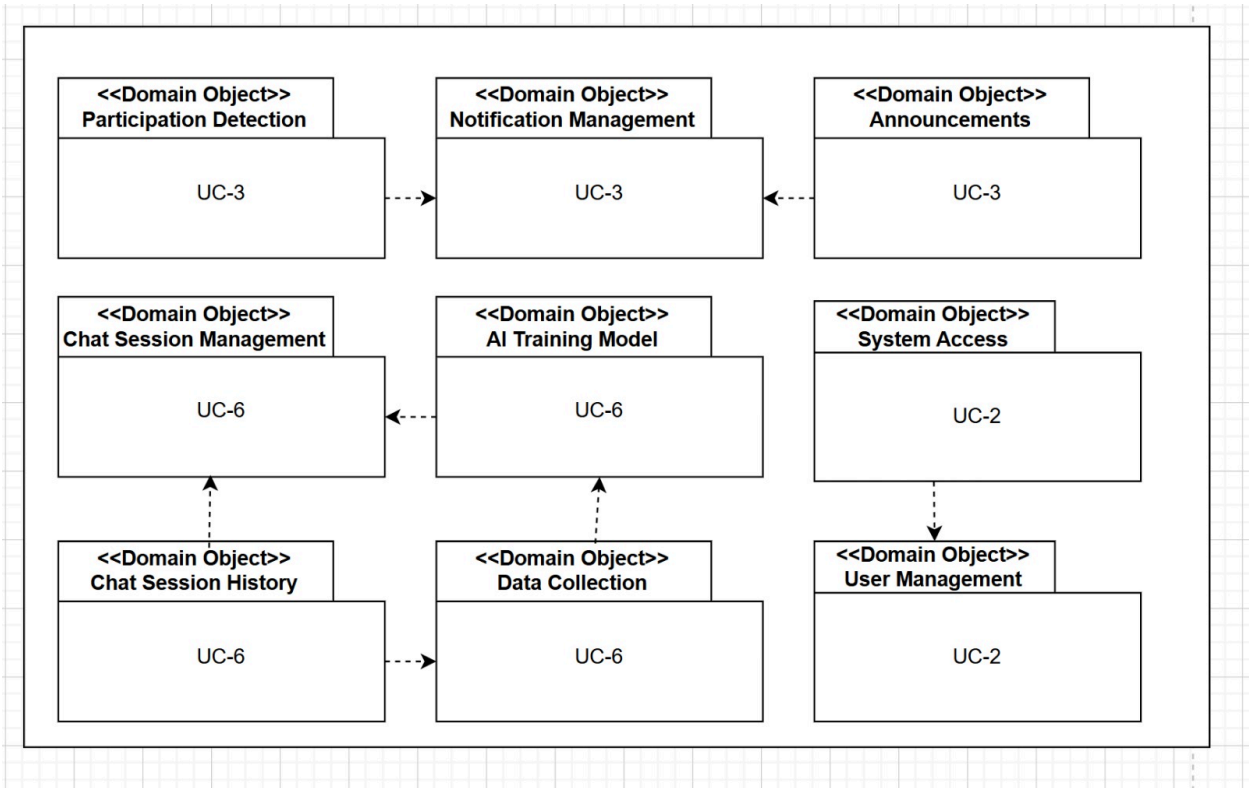 <<Domain Object>>
Participation Detection
UC-3
<<Domain Object>>
Notification Management
UC-3
<<Domain Object>>
Announcements
UC-3
<<Domain Object>>
Chat Session Management
UC-6
<<Domain Object>>
AI Training Model
UC-6
<<Domain Object>>
System Access
UC-2
<<Domain Object>>
Chat Session History
UC-6
<<Domain Object>>
Data Collection
UC-6
<<Domain Object>>
User Management
UC-2